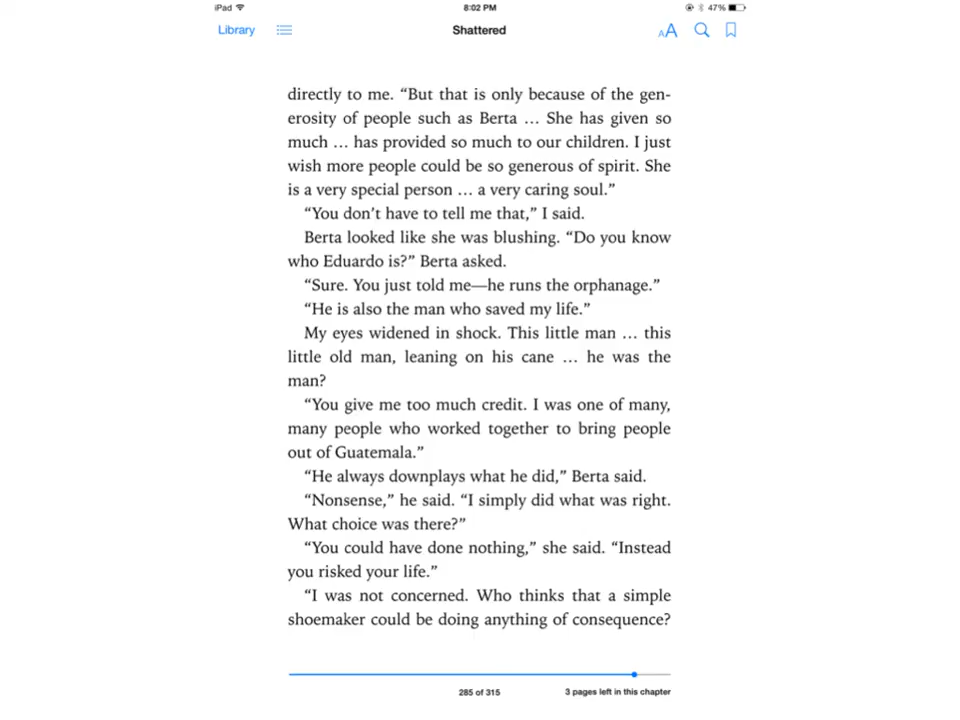 iPad 8:02 PM 47%
Library Shattered AA
directly to me. “But that is only because of the gen-
erosity of people such as Berta … She has given so
much … has provided so much to our children. I just
wish more people could be so generous of spirit. She
is a very special person … a very caring soul.”
“You don’t have to tell me that,” I said.
Berta looked like she was blushing. “Do you know
who Eduardo is?” Berta asked.
“Sure. You just told me—he runs the orphanage.”
“He is also the man who saved my life.”
My eyes widened in shock. This little man … this
little old man, leaning on his cane … he was the
man?
“You give me too much credit. I was one of many,
many people who worked together to bring people
out of Guatemala.”
“He always downplays what he did,” Berta said.
“Nonsense,” he said. “I simply did what was right.
What choice was there?”
“You could have done nothing,” she said. “Instead
you risked your life.”
“I was not concerned. Who thinks that a simple
shoemaker could be doing anything of consequence?
285 of 315 3 pages left in this chapter